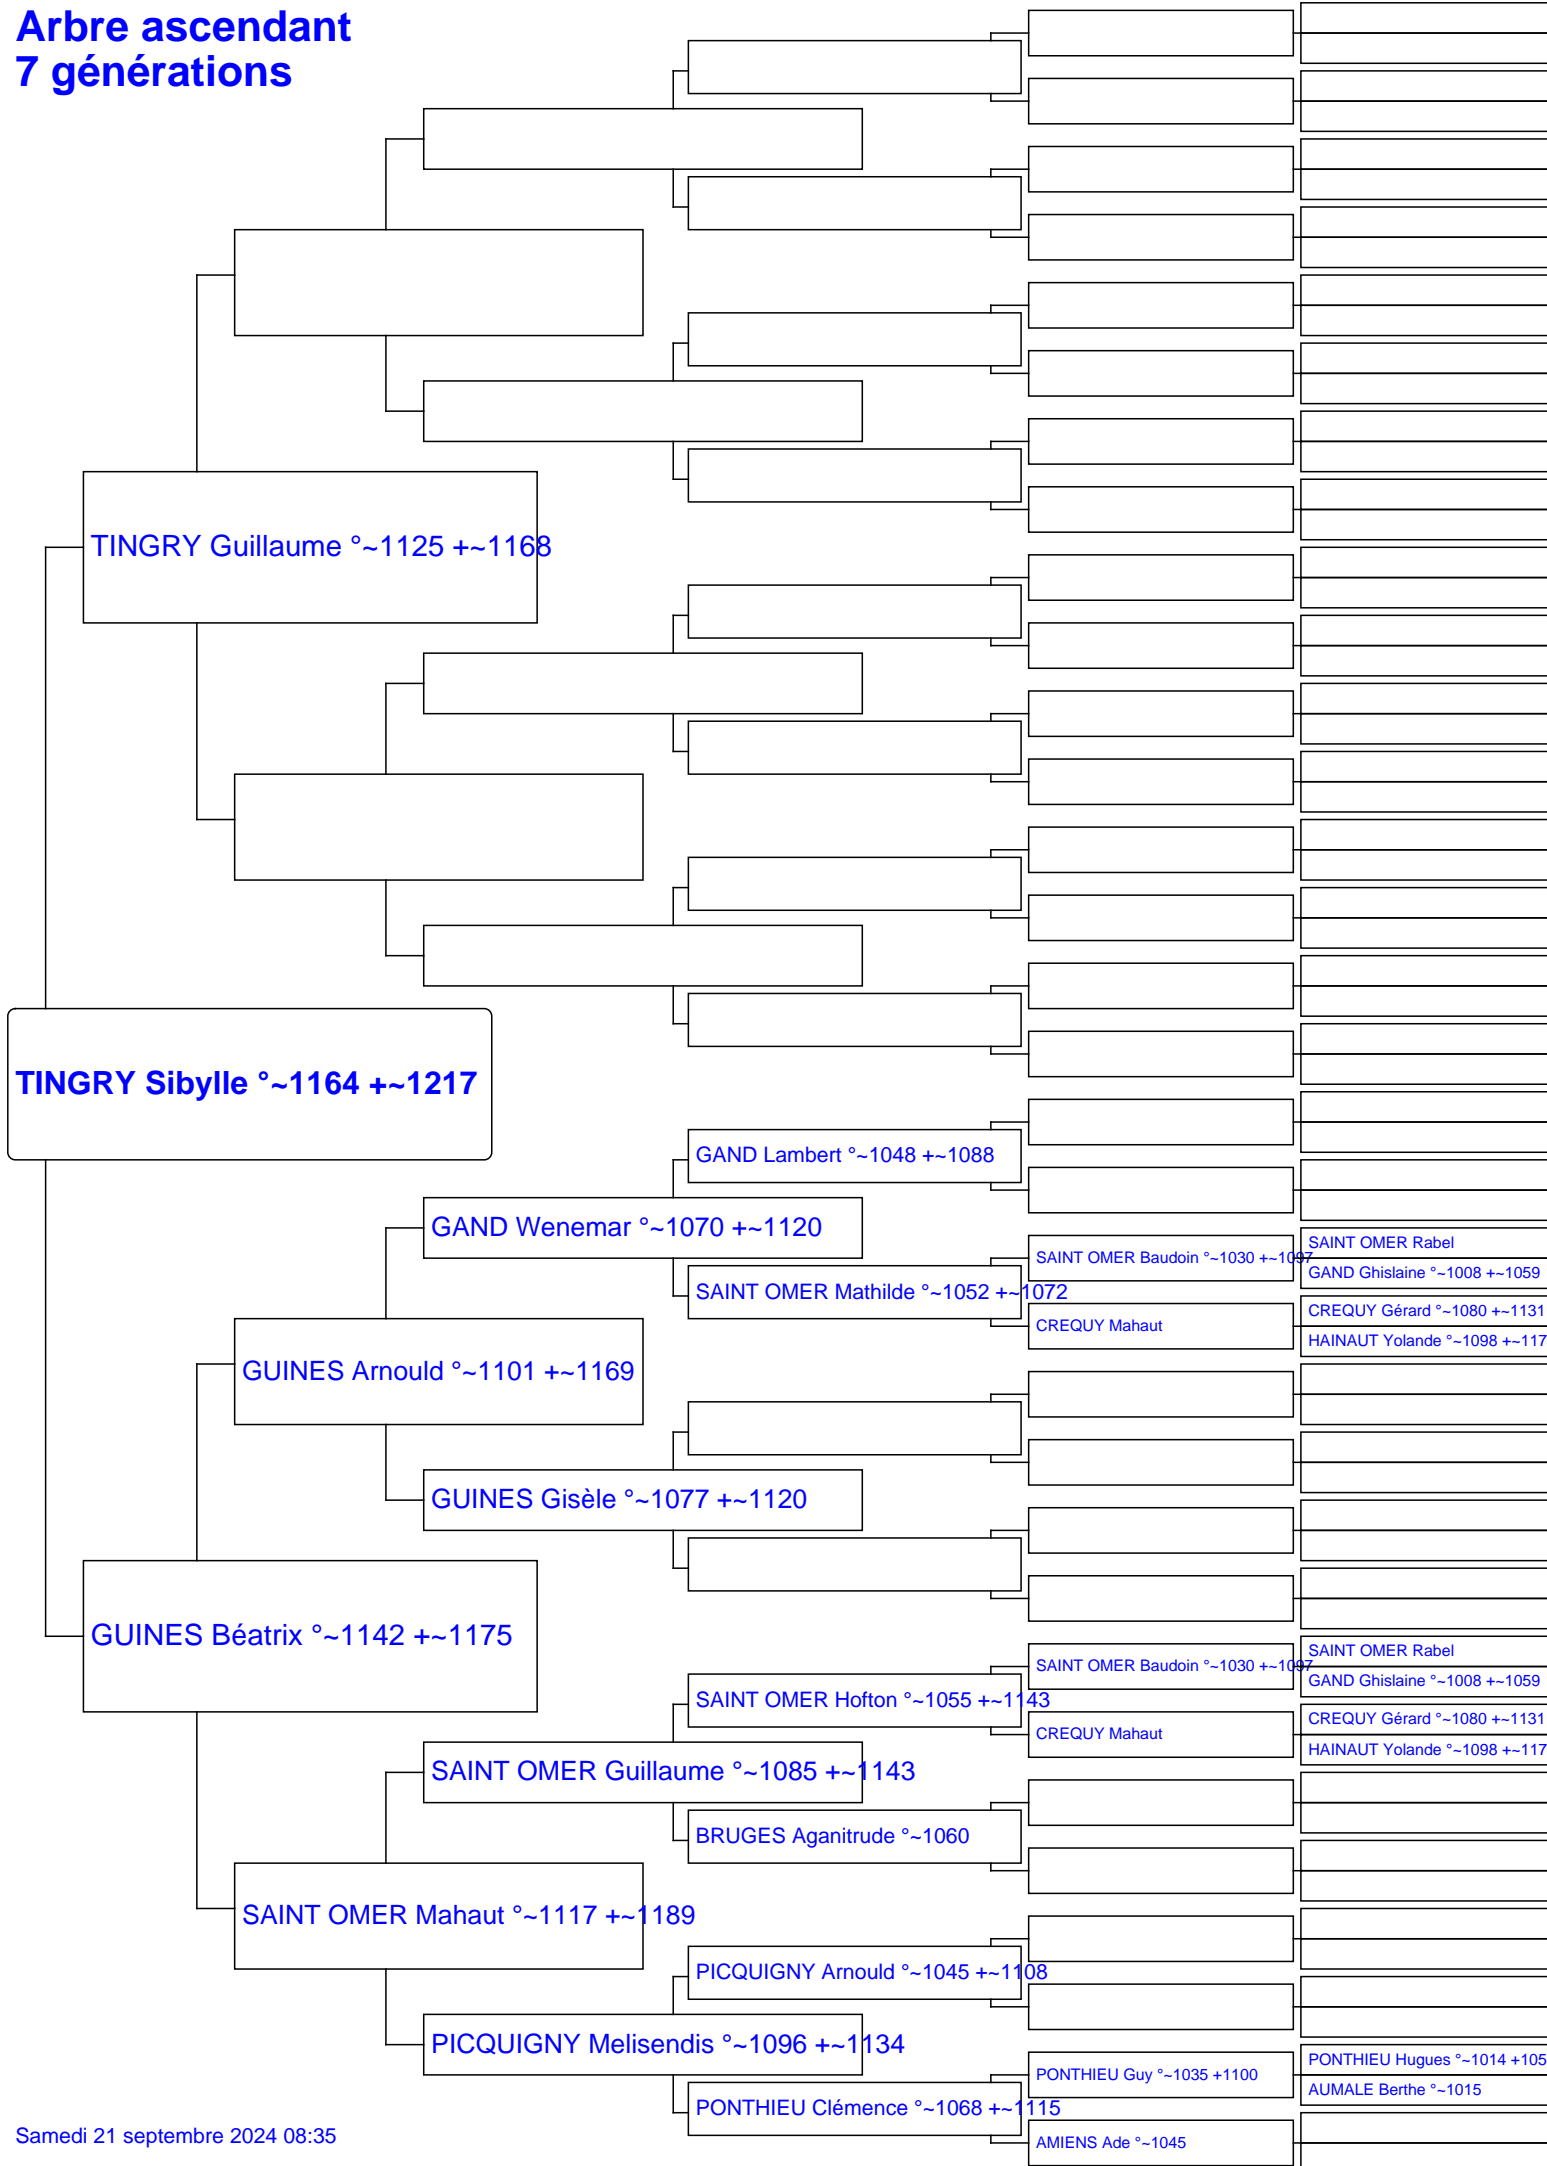 Arbre ascendant
7 générations
TINGRY Guillaume °~1125 +~1168
TINGRY Sibylle °~1164 +~1217
GAND Lambert °~1048 +~1088
GAND Wenemar °~1070 +~1120
SAINT OMER Rabel
SAINT OMER Baudoin °~1030 +~1097
GAND Ghislaine °~1008 +~1059
SAINT OMER Mathilde °~1052 +~1072
CREQUY Gérard °~1080 +~1131
CREQUY Mahaut
HAINAUT Yolande °~1098 +~117
GUINES Arnould °~1101 +~1169
GUINES Gisèle °~1077 +~1120
GUINES Béatrix °~1142 +~1175
SAINT OMER Rabel
SAINT OMER Baudoin °~1030 +~1097
GAND Ghislaine °~1008 +~1059
SAINT OMER Hofton °~1055 +~1143
CREQUY Gérard °~1080 +~1131
CREQUY Mahaut
HAINAUT Yolande °~1098 +~117
SAINT OMER Guillaume °~1085 +~1143
BRUGES Aganitrude °~1060
SAINT OMER Mahaut °~1117 +~1189
PICQUIGNY Arnould °~1045 +~1108
PICQUIGNY Melisendis °~1096 +~1134
PONTHIEU Hugues °~1014 +105
PONTHIEU Guy °~1035 +1100
AUMALE Berthe °~1015
PONTHIEU Clémence °~1068 +~1115
AMIENS Ade °~1045
Samedi 21 septembre 2024 08:35